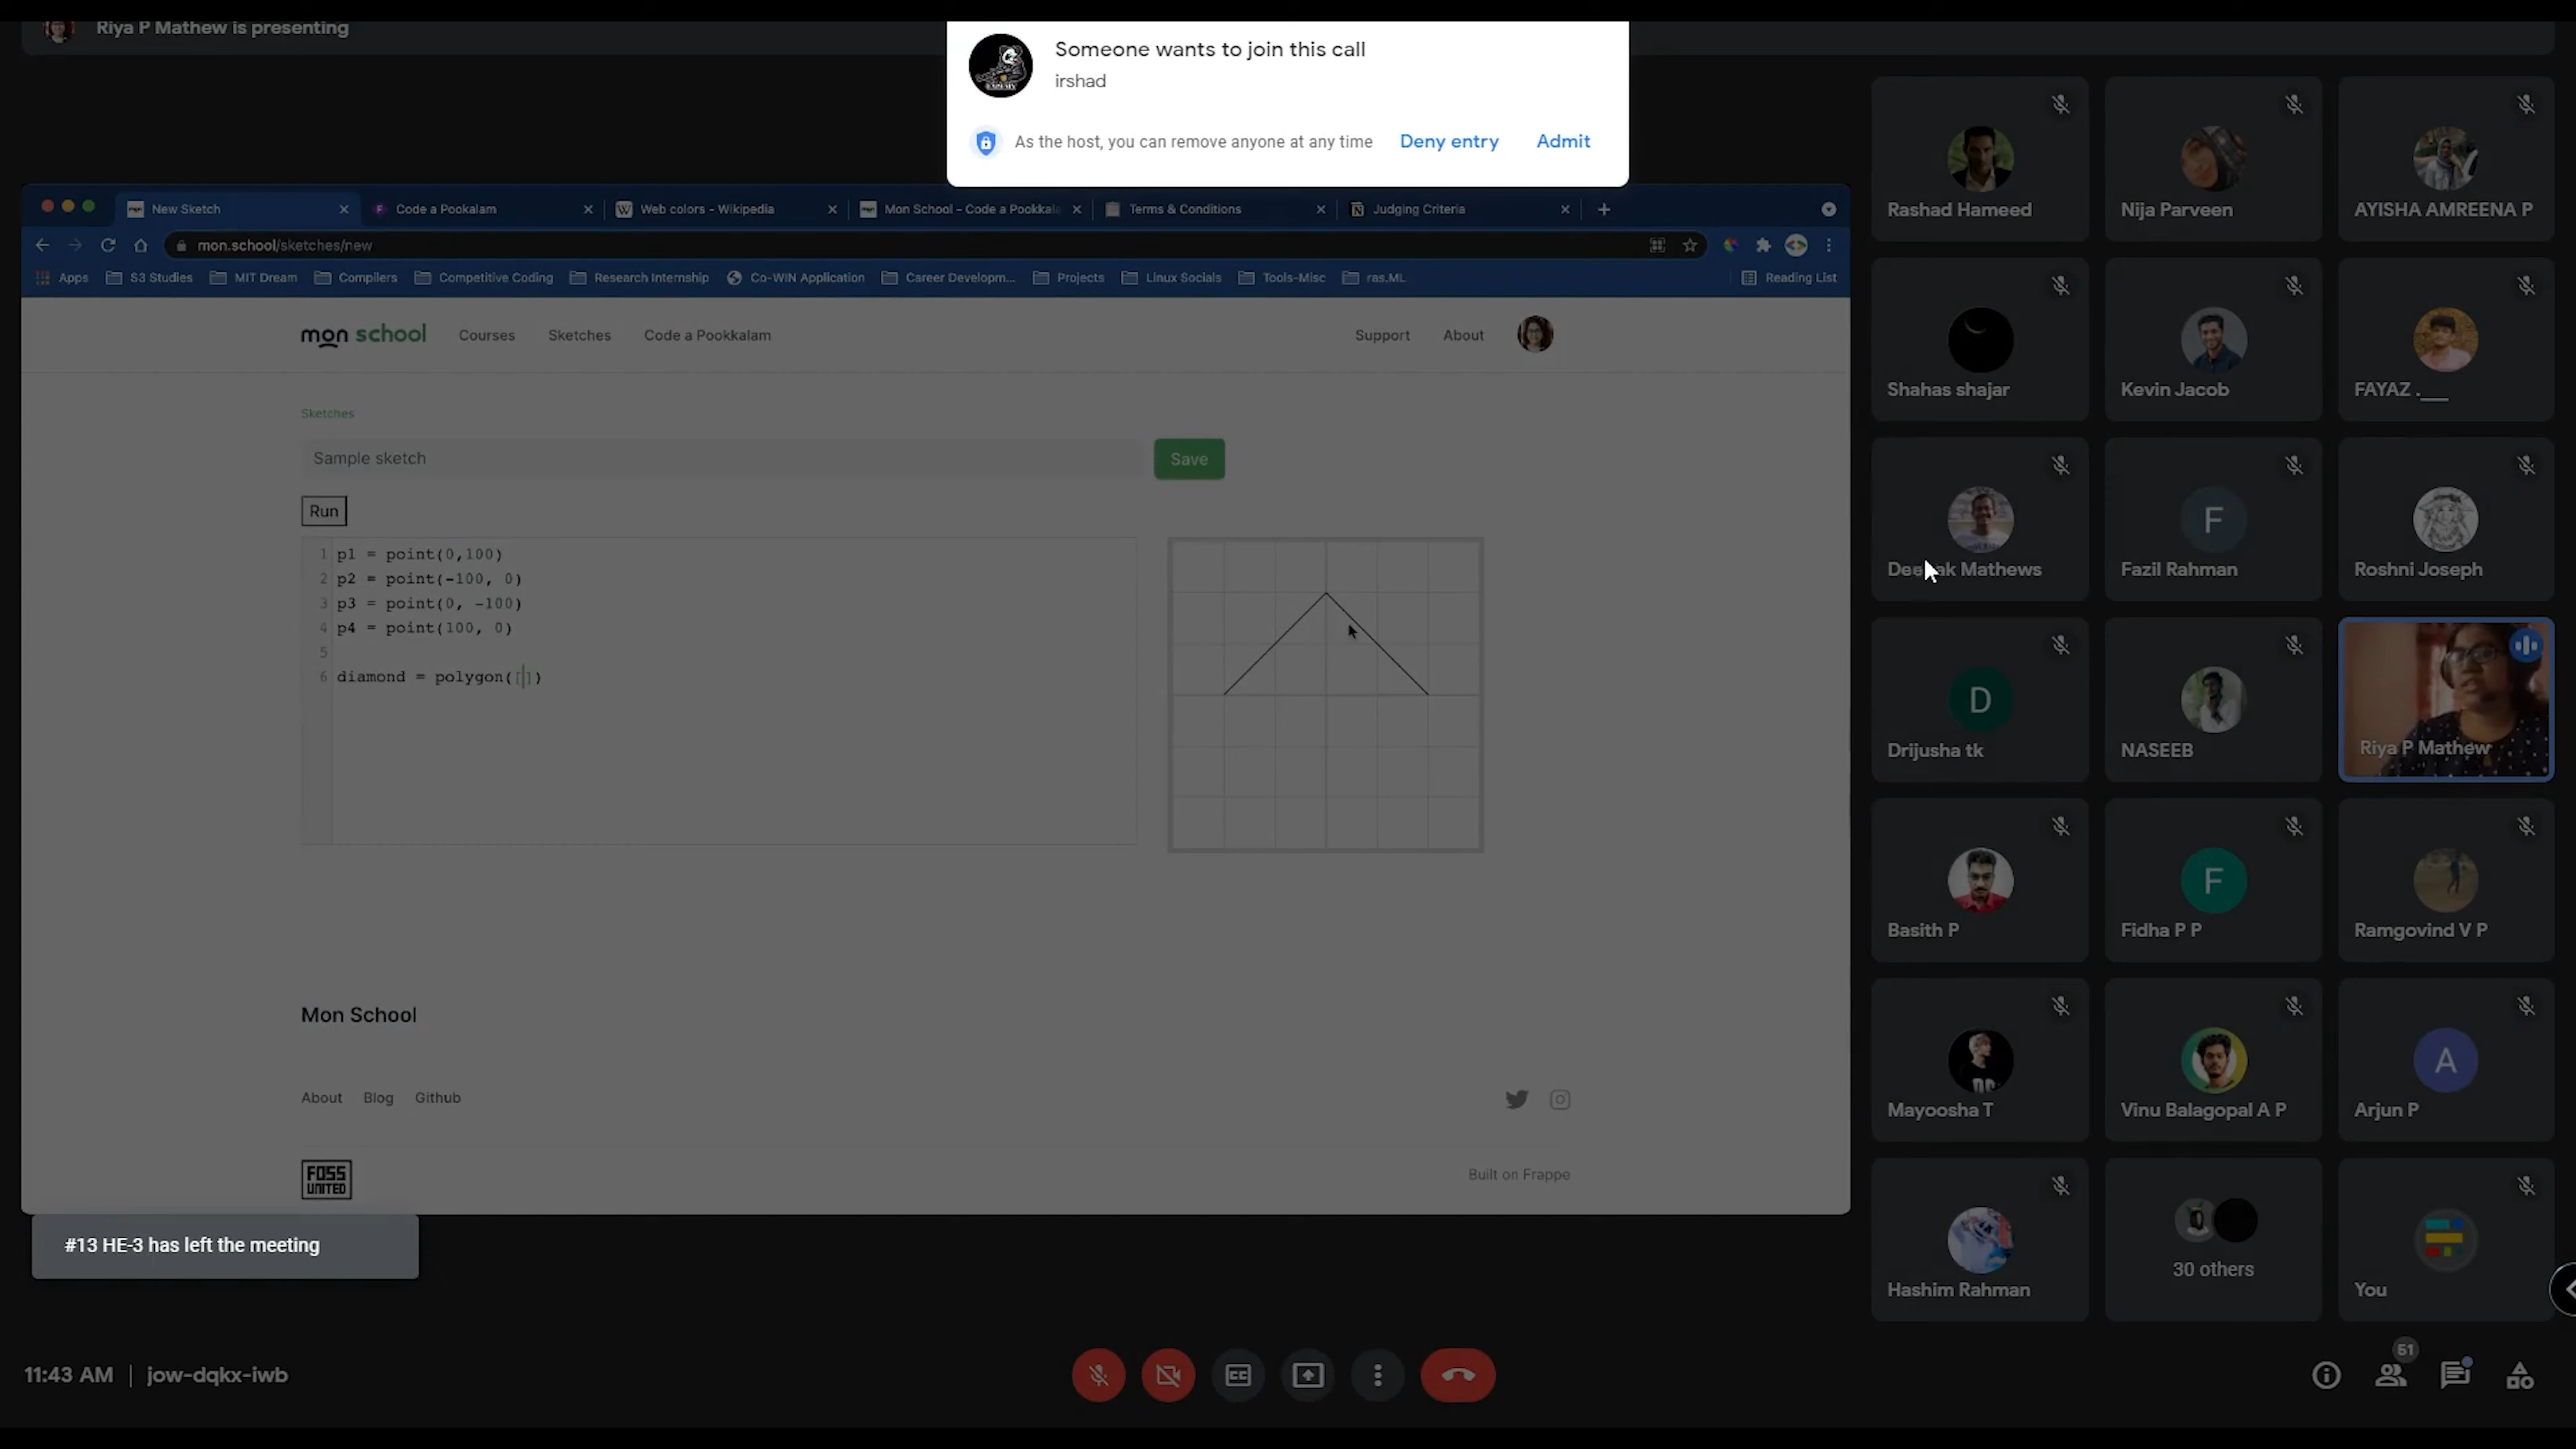 Riya P Mathew is presenting
Someone wants to join this call
irshad
As the host, you can remove anyone at any time
Deny entry
Admit
New Sketch
Code a Pookalam
Web colors - Wikipedia
Mon School - Code a Pookkala
Terms & Conditions
Judging Criteria
mon.school/sketches/new
Apps
S3 Studies
MIT Dream
Compilers
Competitive Coding
Research Internship
Co-WIN Application
Career Developm...
Projects
Linux Socials
Tools-Misc
ras.ML
Reading List
mon school
Courses
Sketches
Code a Pookkalam
Support
About
Sketches
Sample sketch
Save
Run
1 p1 = point(0,100)
2 p2 = point(-100, 0)
3 p3 = point(0, -100)
4 p4 = point(100, 0)
5
6 diamond = polygon([])
Mon School
About
Blog
Github
FOSS
UNITED
Built on Frappe
#13 HE-3 has left the meeting
Rashad Hameed
Nija Parveen
AYISHA AMREENA P
Shahas shajar
Kevin Jacob
FAYAZ .___
Deepak Mathews
F
Fazil Rahman
Roshni Joseph
D
Drijusha tk
NASEEB
Riya P Mathew
Basith P
F
Fidha P P
Ramgovind V P
Mayoosha T
Vinu Balagopal A P
A
Arjun P
Hashim Rahman
30 others
You
11:43 AM | jow-dqkx-iwb
51